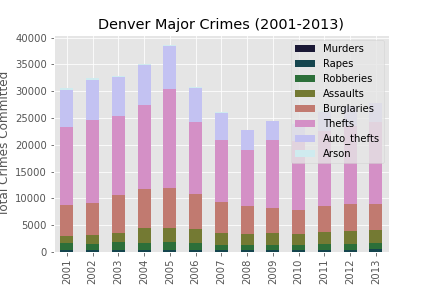 Denver Major Crimes (2001-2013)
40000
35000
30000
25000
20000
15000
10000
5000
0
Total Crimes Committed
Murders
Rapes
Robberies
Assaults
Burglaries
Thefts
Auto_thefts
Arson
2001
2002
2003
2004
2005
2006
2007
2008
2009
2010
2011
2012
2013